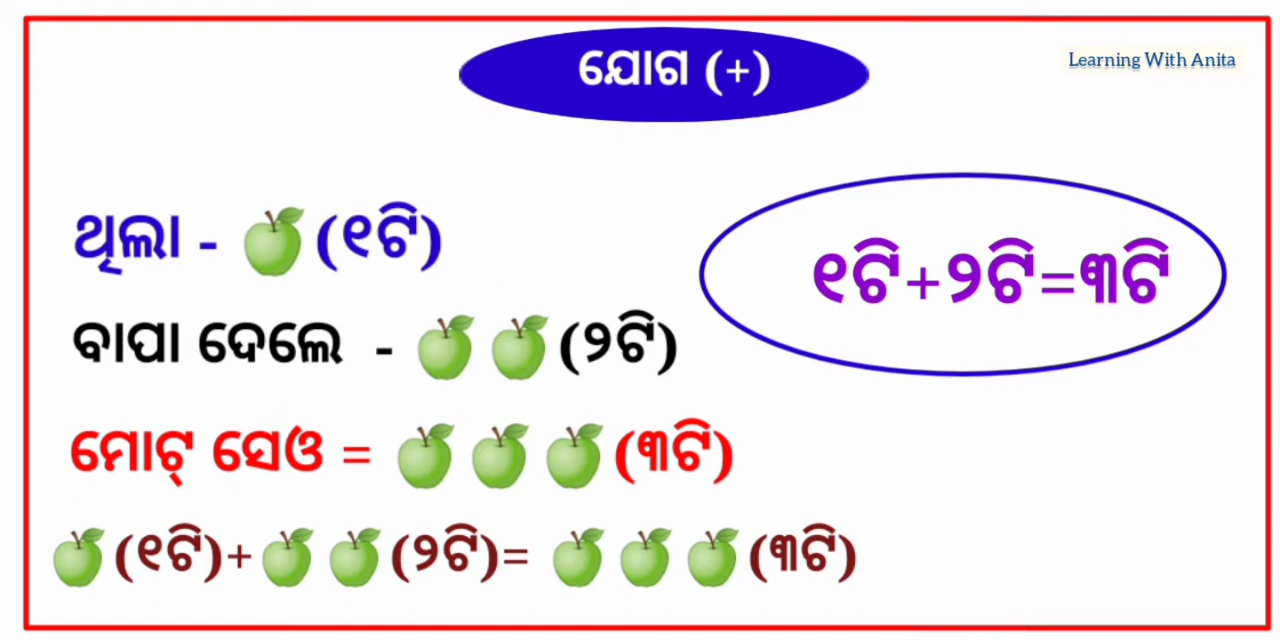 ଯୋଗ (+)
Learning With Anita
ଥିଲା - (୧ଟି)
ବାପା ଦେଲେ - (୨ଟି)
ମୋଟ୍ ସେଓ = (୩ଟି)
(୧ଟି)+ (୨ଟି)= (୩ଟି)
୧ଟି+୨ଟି=୩ଟି